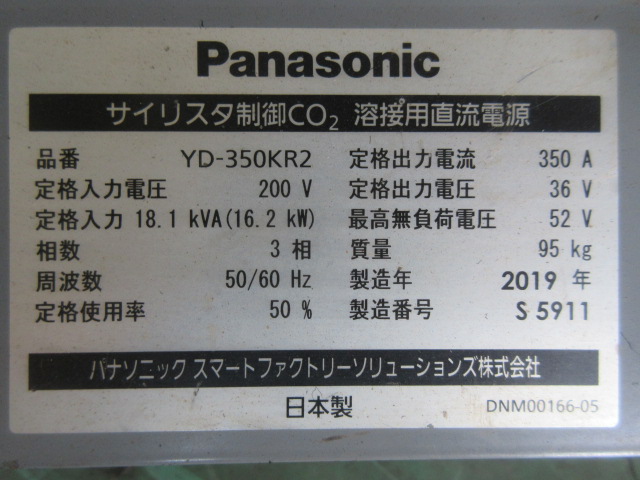 Panasonic
サイリスタ制御CO₂ 溶接用直流電源
品番 YD-350KR2 定格出力電流 350 A
定格入力電圧 200 V 定格出力電圧 36 V
定格入力 18.1 kVA(16.2 kW) 最高無負荷電圧 52 V
相数 3 相 質量 95 kg
周波数 50/60 Hz 製造年 2019 年
定格使用率 50 % 製造番号 S 5911
パナソニック スマートファクトリーソリューションズ株式会社
日本製 DNM00166-05